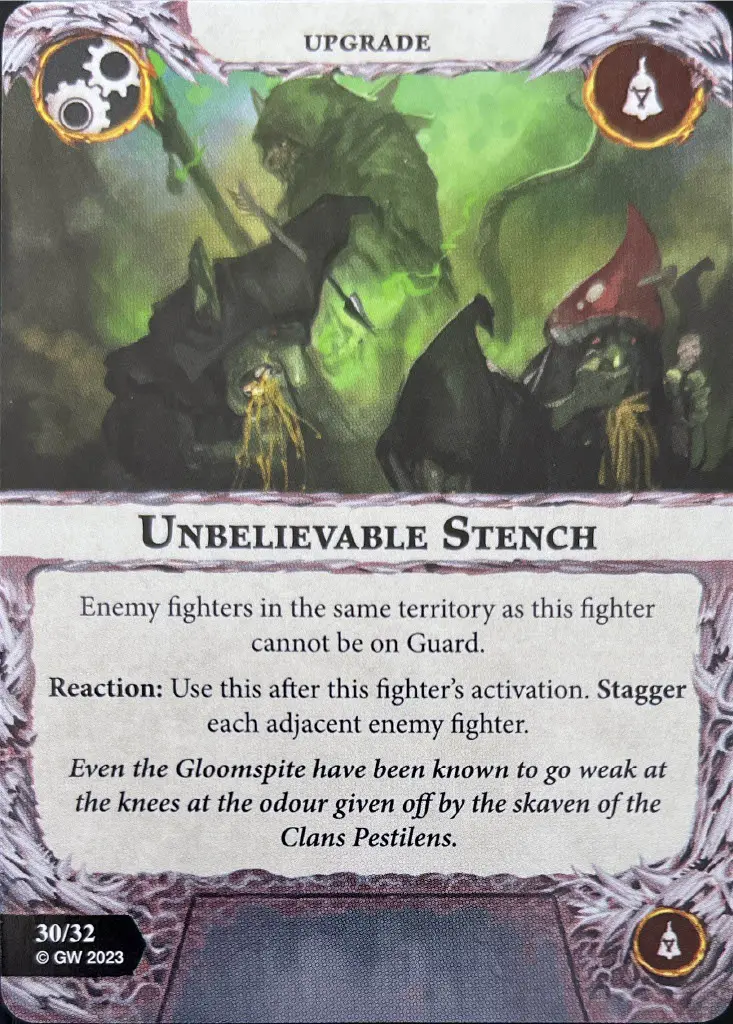 UPGRADE
UNBELIEVABLE STENCH
Enemy fighters in the same territory as this fighter
cannot be on Guard.
Reaction: Use this after this fighter's activation. Stagger
each adjacent enemy fighter.
Even the Gloomspite have been known to go weak at
the knees at the odour given off by the skaven of the
Clans Pestilens.
30/32
© GW 2023